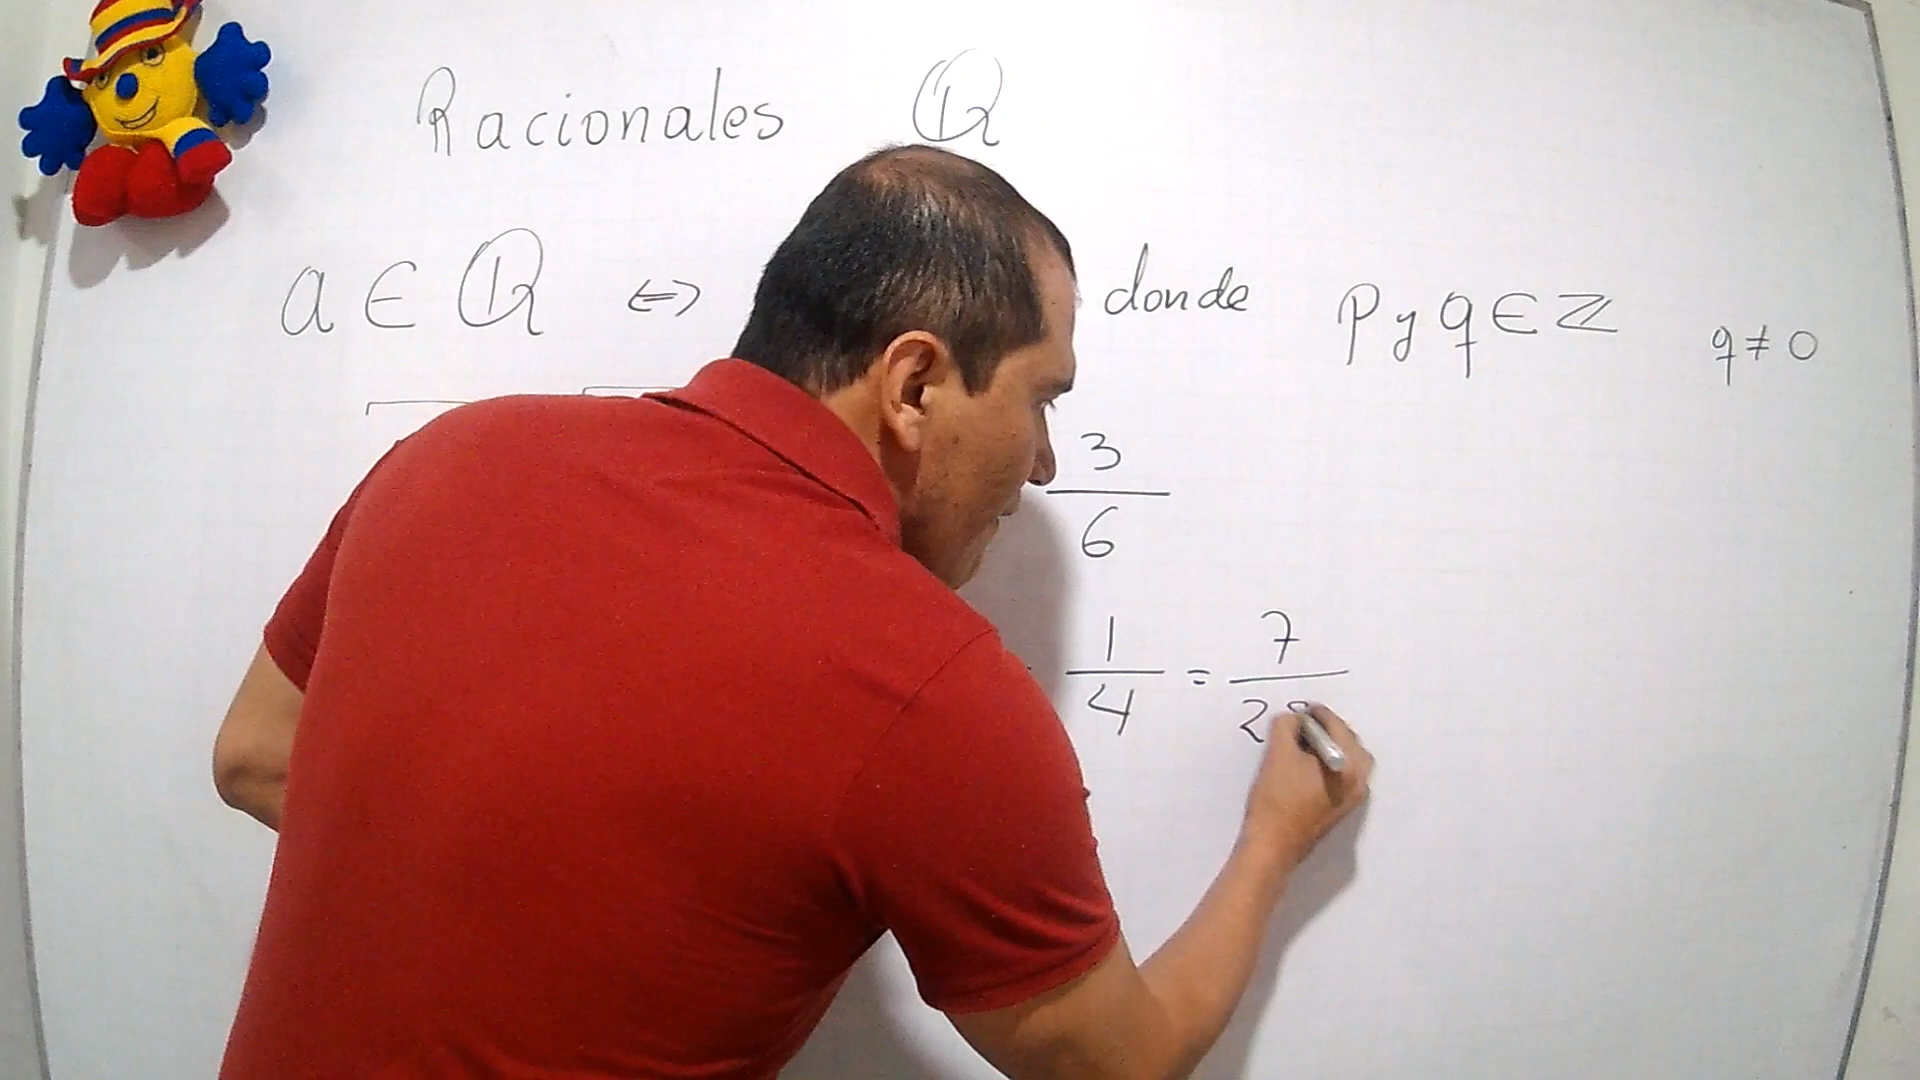 Racionales ℚ
a ∈ ℚ ⇔ donde p y q ∈ ℤ q ≠ 0
3/6
1/4 = 7/28